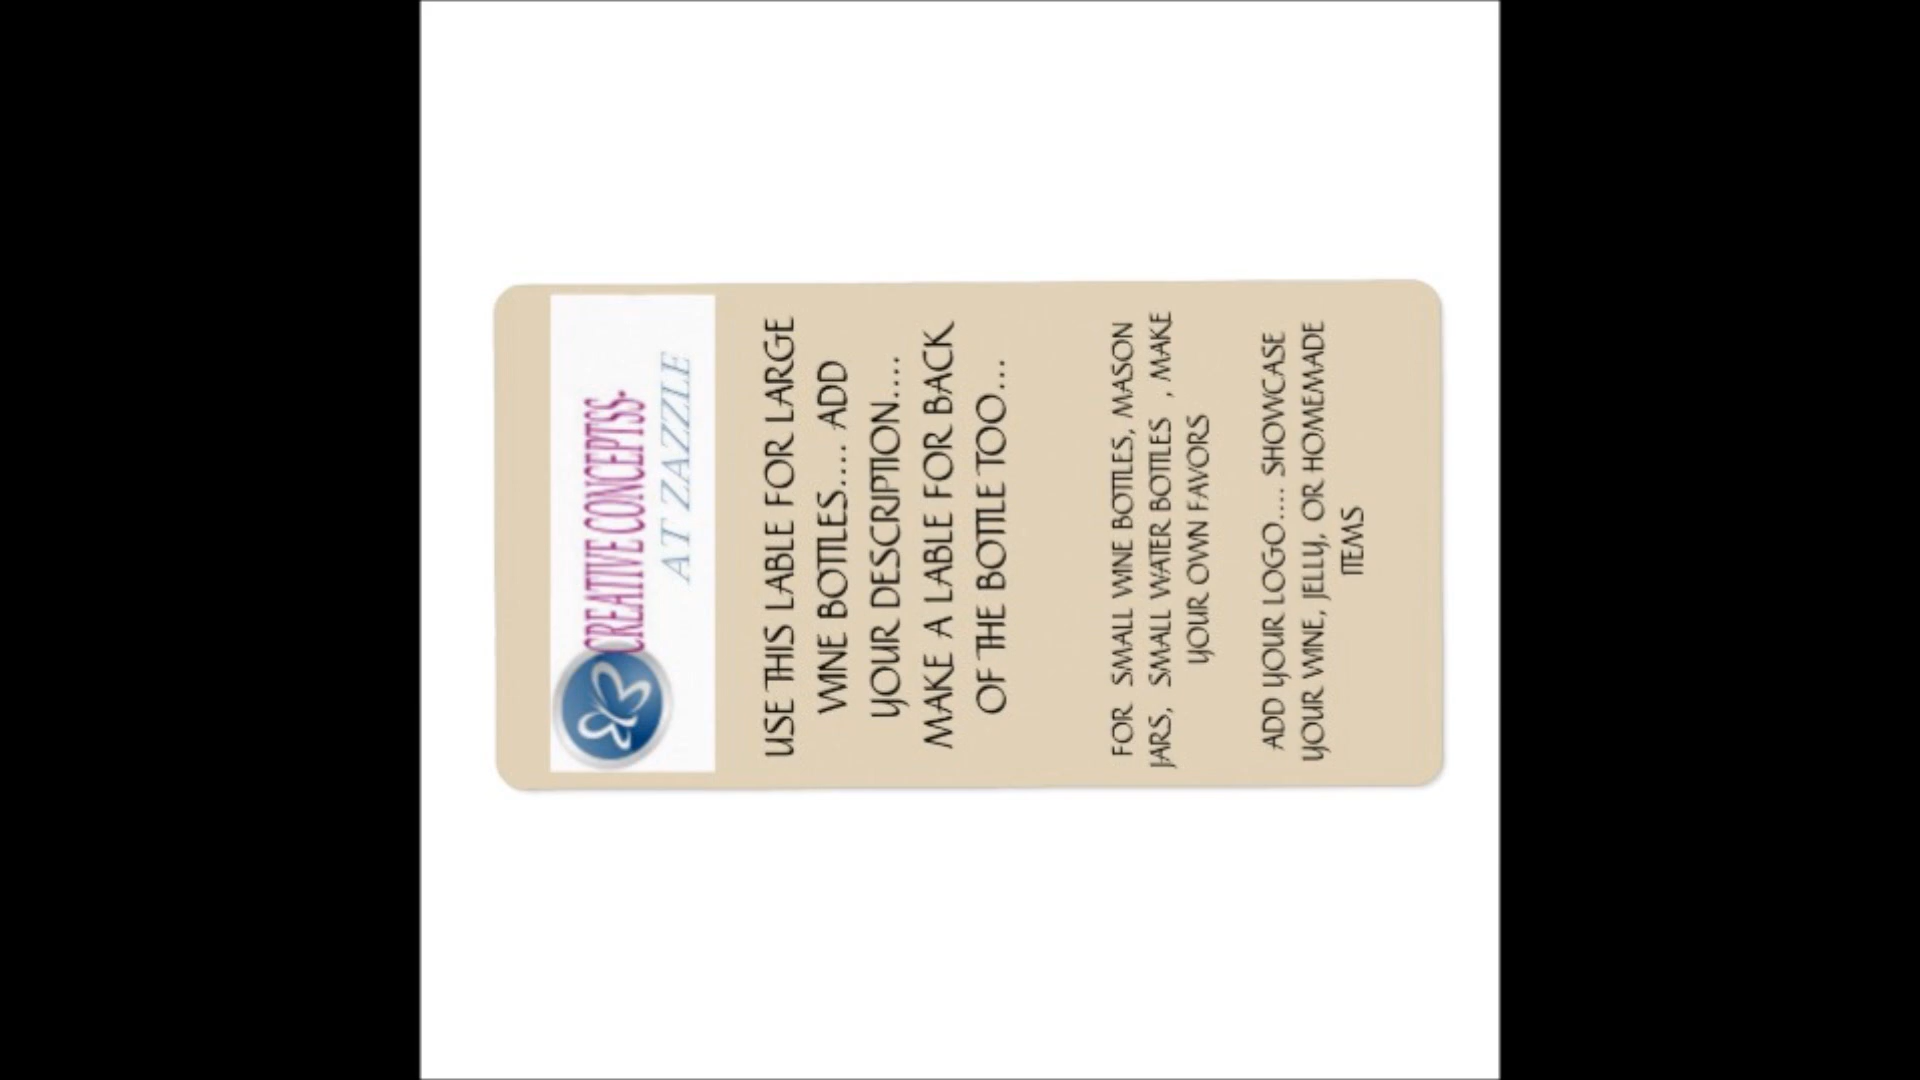 CREATIVE CONCEPTSS-
AT ZAZZLE
USE THIS LABLE FOR LARGE
WINE BOTTLES.... ADD
YOUR DESCRIPTION....
MAKE A LABLE FOR BACK
OF THE BOTTLE TOO...
FOR SMALL WINE BOTTLES, MASON
JARS, SMALL WATER BOTTLES , MAKE
YOUR OWN FAVORS
ADD YOUR LOGO.... SHOWCASE
YOUR WINE, JELLY, OR HOMEMADE
ITEMS